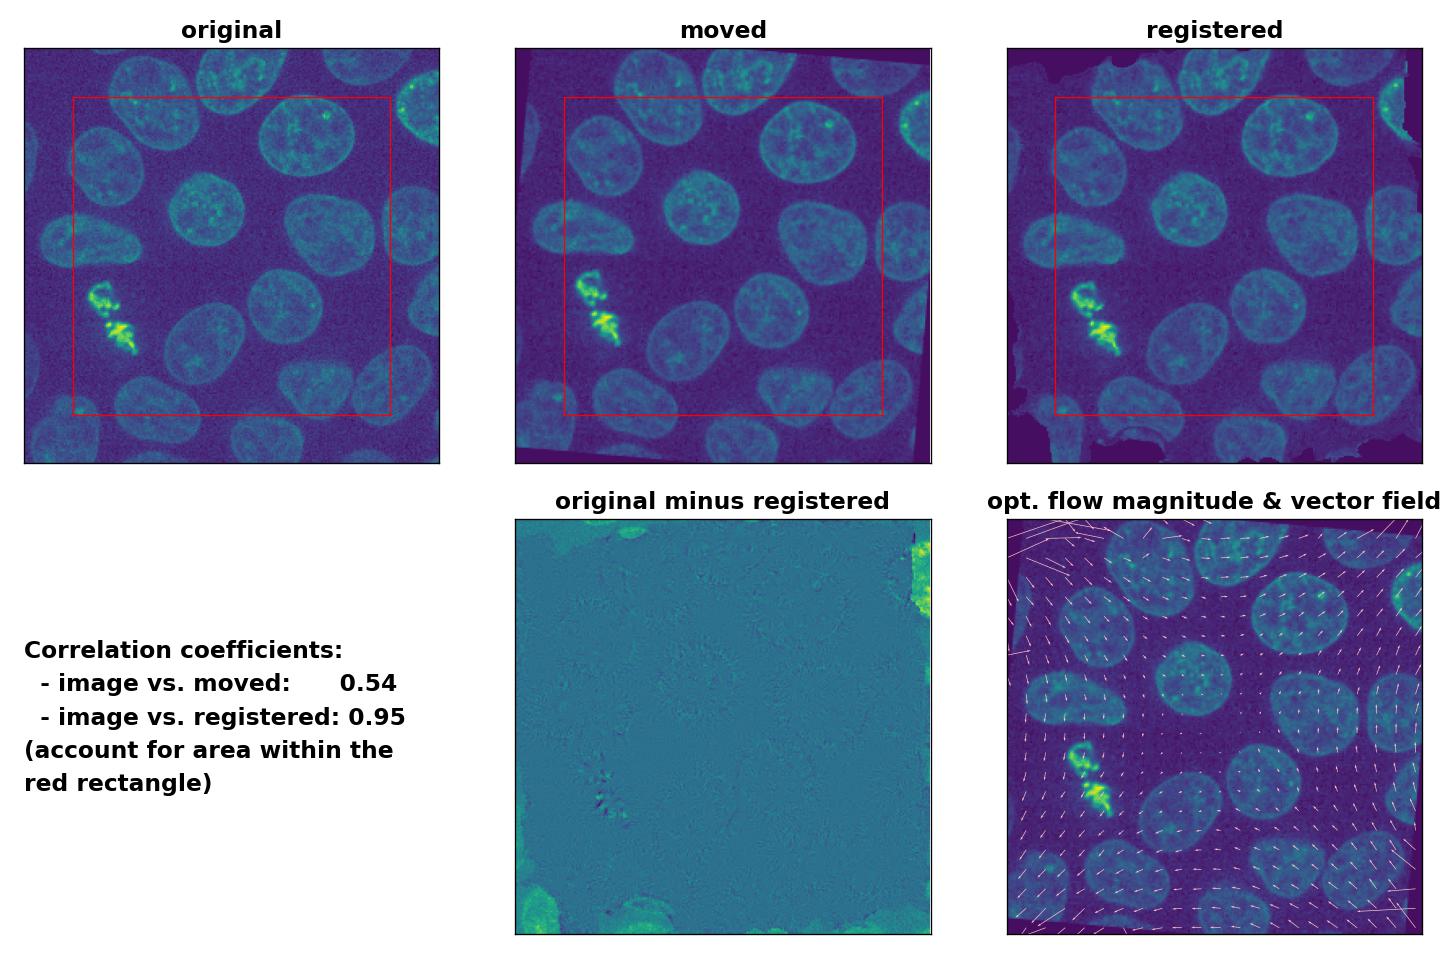 original
moved
registered
original minus registered
opt. flow magnitude & vector field
Correlation coefficients:
- image vs. moved: 0.54
- image vs. registered: 0.95
(account for area within the
red rectangle)